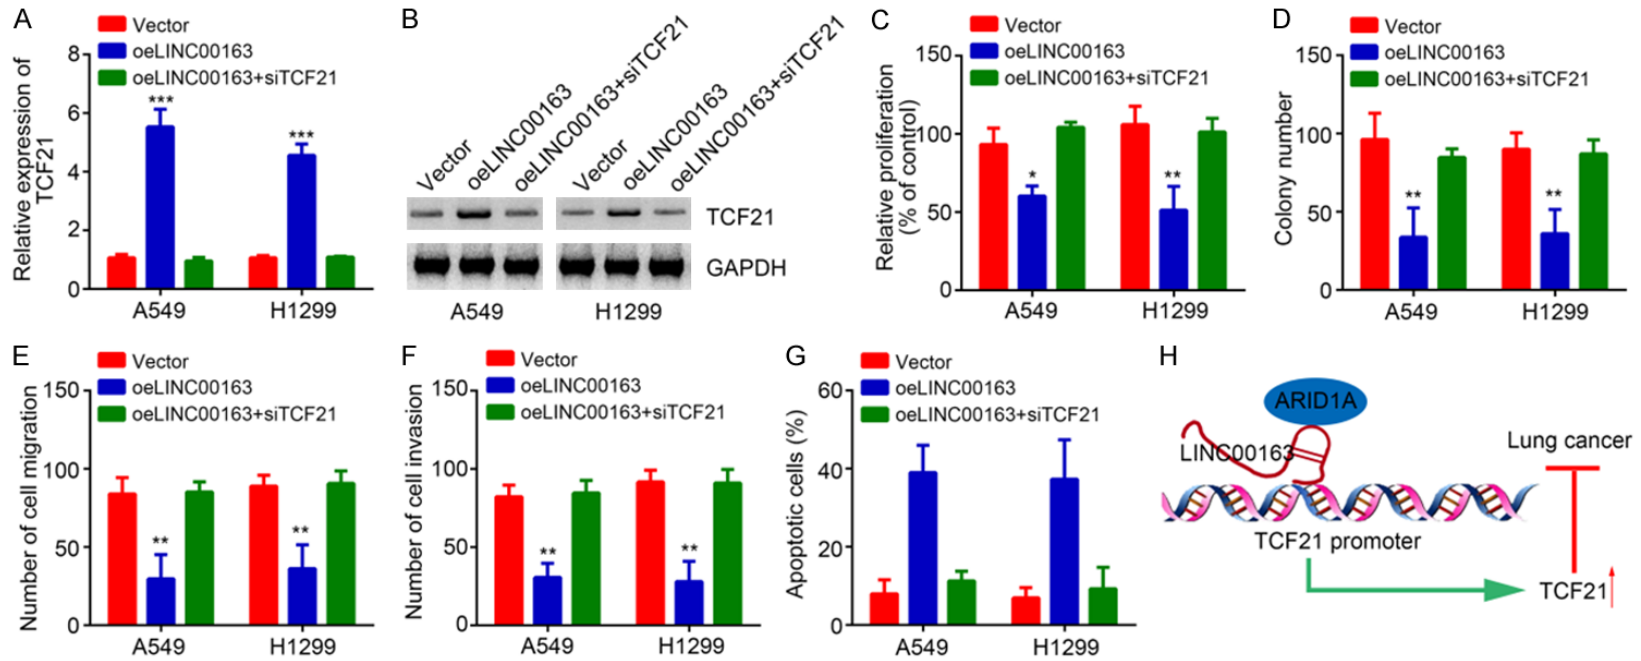 A
Vector
oeLINC00163
oeLINC00163+siTCF21
Relative expression of
TCF21
8
6
4
2
0
***
***
A549
H1299
B
Vector
oeLINC00163
oeLINC00163+siTCF21
Vector
oeLINC00163
oeLINC00163+siTCF21
TCF21
GAPDH
A549
H1299
C
Vector
oeLINC00163
oeLINC00163+siTCF21
Relative proliferation
(% of control)
150
100
50
0
*
**
A549
H1299
D
Vector
oeLINC00163
oeLINC00163+siTCF21
Colony number
150
100
50
0
**
**
A549
H1299
E
Vector
oeLINC00163
oeLINC00163+siTCF21
Number of cell migration
150
100
50
0
**
**
A549
H1299
F
Vector
oeLINC00163
oeLINC00163+siTCF21
Number of cell invasion
150
100
50
0
**
**
A549
H1299
G
Vector
oeLINC00163
oeLINC00163+siTCF21
Apoptotic cells (%)
60
40
20
0
A549
H1299
H
ARID1A
LINC00163
Lung cancer
TCF21 promoter
TCF21